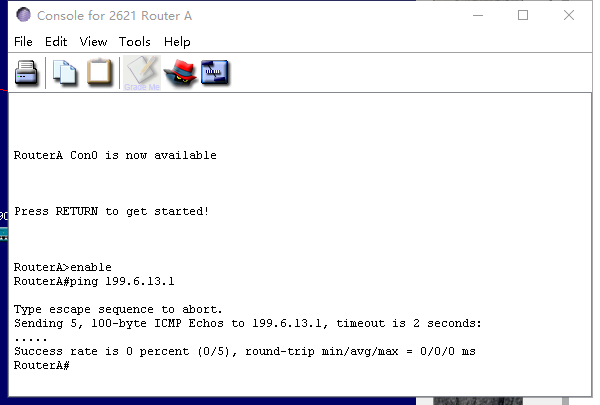 Console for 2621 Router A
File Edit View Tools Help
Grade Me
RouterA Con0 is now available
Press RETURN to get started!
RouterA>enable
RouterA#ping 199.6.13.1
Type escape sequence to abort.
Sending 5, 100-byte ICMP Echos to 199.6.13.1, timeout is 2 seconds:
.....
Success rate is 0 percent (0/5), round-trip min/avg/max = 0/0/0 ms
RouterA#